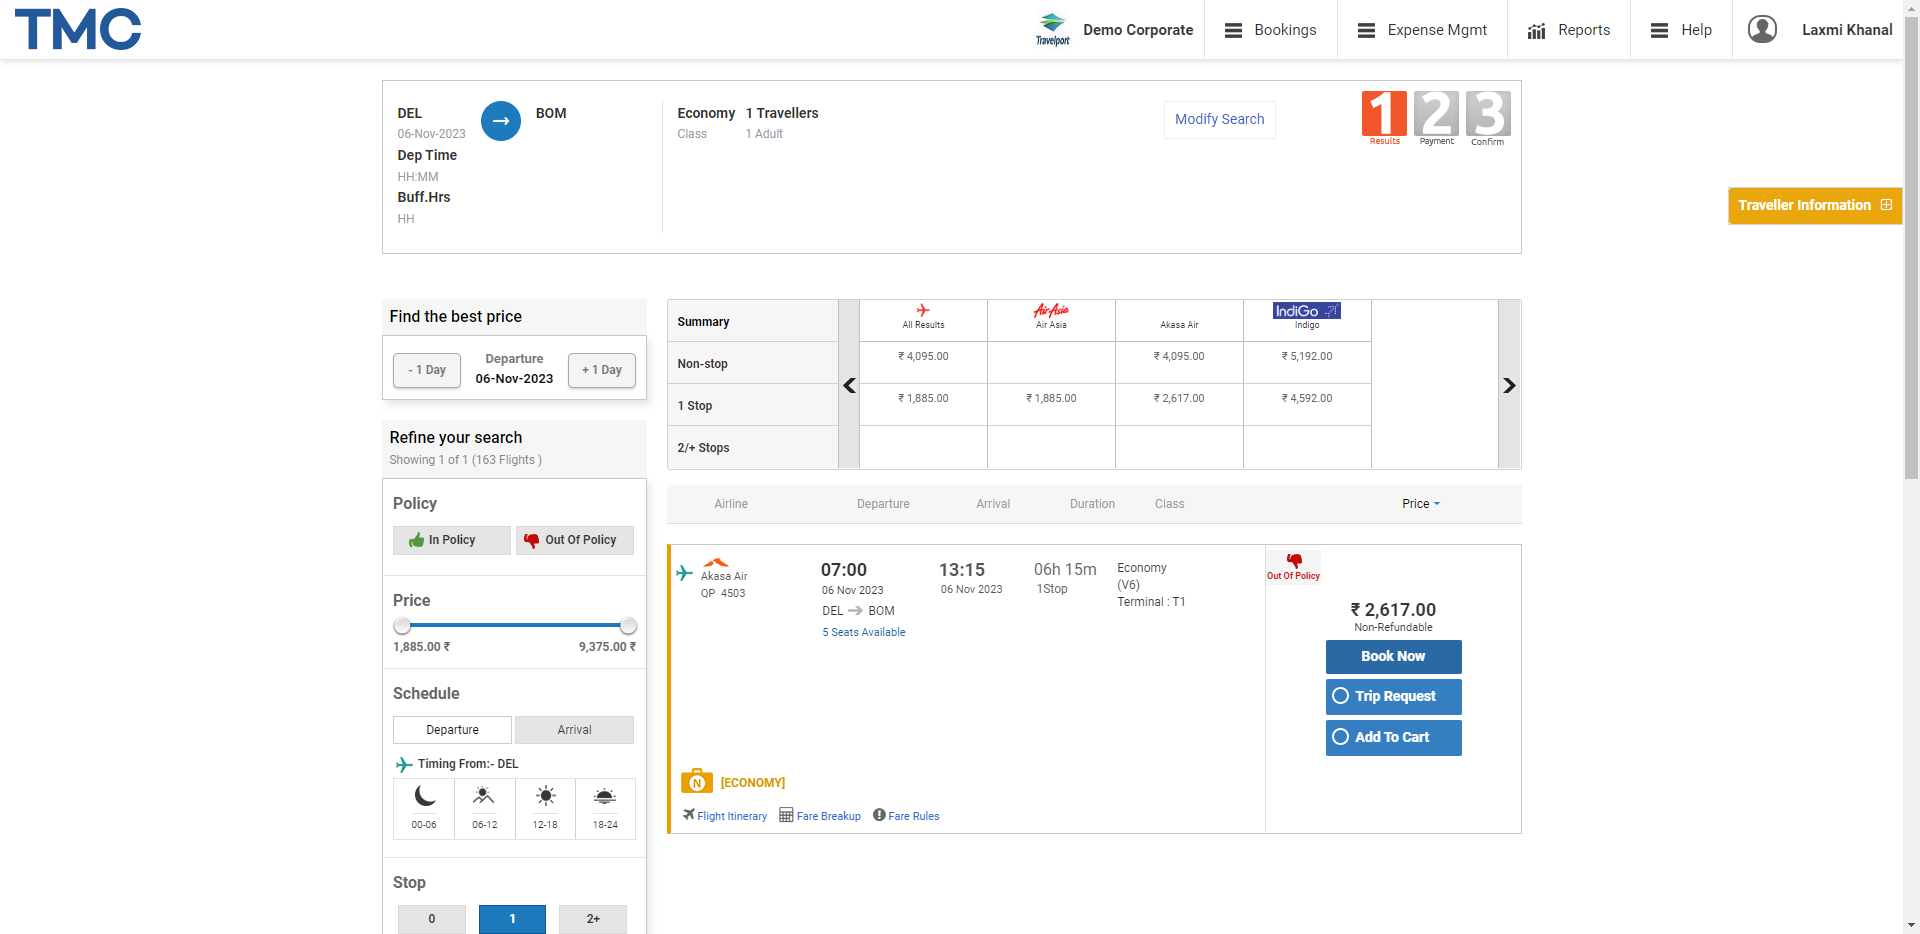 TMC
Travelport
Demo Corporate
Bookings
Expense Mgmt
Reports
Help
Laxmi Khanal
DEL
06-Nov-2023
Dep Time
HH:MM
Buff.Hrs
HH
BOM
Economy 1 Travellers
Class 1 Adult
Modify Search
1 2 3
Results Payment Confirm
Traveller Information
Find the best price
- 1 Day
Departure
06-Nov-2023
+ 1 Day
Refine your search
Showing 1 of 1 (163 Flights )
Policy
In Policy
Out Of Policy
Price
1,885.00 ₹ 9,375.00 ₹
Schedule
Departure Arrival
Timing From:- DEL
00-06 06-12 12-18 18-24
Stop
0 1 2+
Summary
AirAsia
IndiGo
All Results Air Asia Akasa Air Indigo
Non-stop ₹ 4,095.00 ₹ 4,095.00 ₹ 5,192.00
1 Stop ₹ 1,885.00 ₹ 1,885.00 ₹ 2,617.00 ₹ 4,592.00
2/+ Stops
Airline Departure Arrival Duration Class Price
Akasa Air
QP 4503
07:00
06 Nov 2023
DEL BOM
5 Seats Available
13:15
06 Nov 2023
06h 15m
1Stop
Economy
(V6)
Terminal : T1
Out Of Policy
₹ 2,617.00
Non-Refundable
Book Now
Trip Request
Add To Cart
N [ECONOMY]
Flight Itinerary Fare Breakup Fare Rules